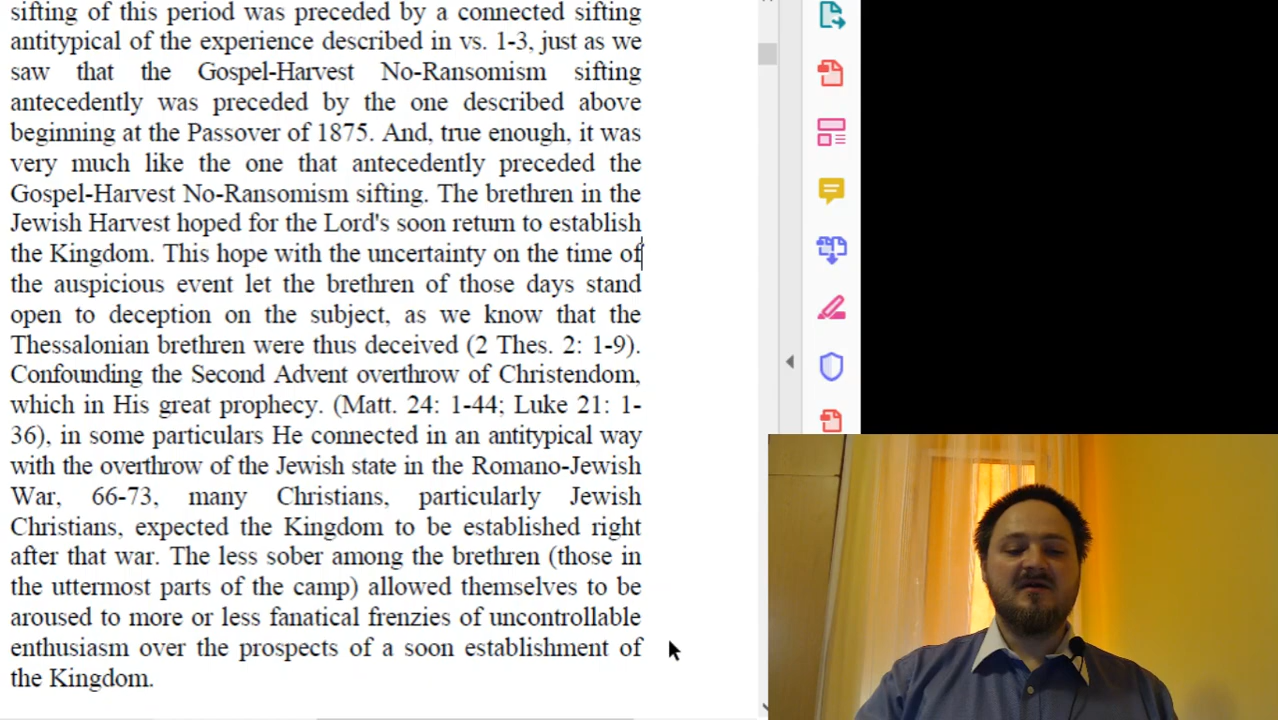 sifting of this period was preceded by a connected sifting
antitypical of the experience described in vs. 1-3, just as we
saw that the Gospel-Harvest No-Ransomism sifting
antecedently was preceded by the one described above
beginning at the Passover of 1875. And, true enough, it was
very much like the one that antecedently preceded the
Gospel-Harvest No-Ransomism sifting. The brethren in the
Jewish Harvest hoped for the Lord's soon return to establish
the Kingdom. This hope with the uncertainty on the time of
the auspicious event let the brethren of those days stand
open to deception on the subject, as we know that the
Thessalonian brethren were thus deceived (2 Thes. 2: 1-9).
Confounding the Second Advent overthrow of Christendom,
which in His great prophecy. (Matt. 24: 1-44; Luke 21: 1-
36), in some particulars He connected in an antitypical way
with the overthrow of the Jewish state in the Romano-Jewish
War, 66-73, many Christians, particularly Jewish
Christians, expected the Kingdom to be established right
after that war. The less sober among the brethren (those in
the uttermost parts of the camp) allowed themselves to be
aroused to more or less fanatical frenzies of uncontrollable
enthusiasm over the prospects of a soon establishment of
the Kingdom.